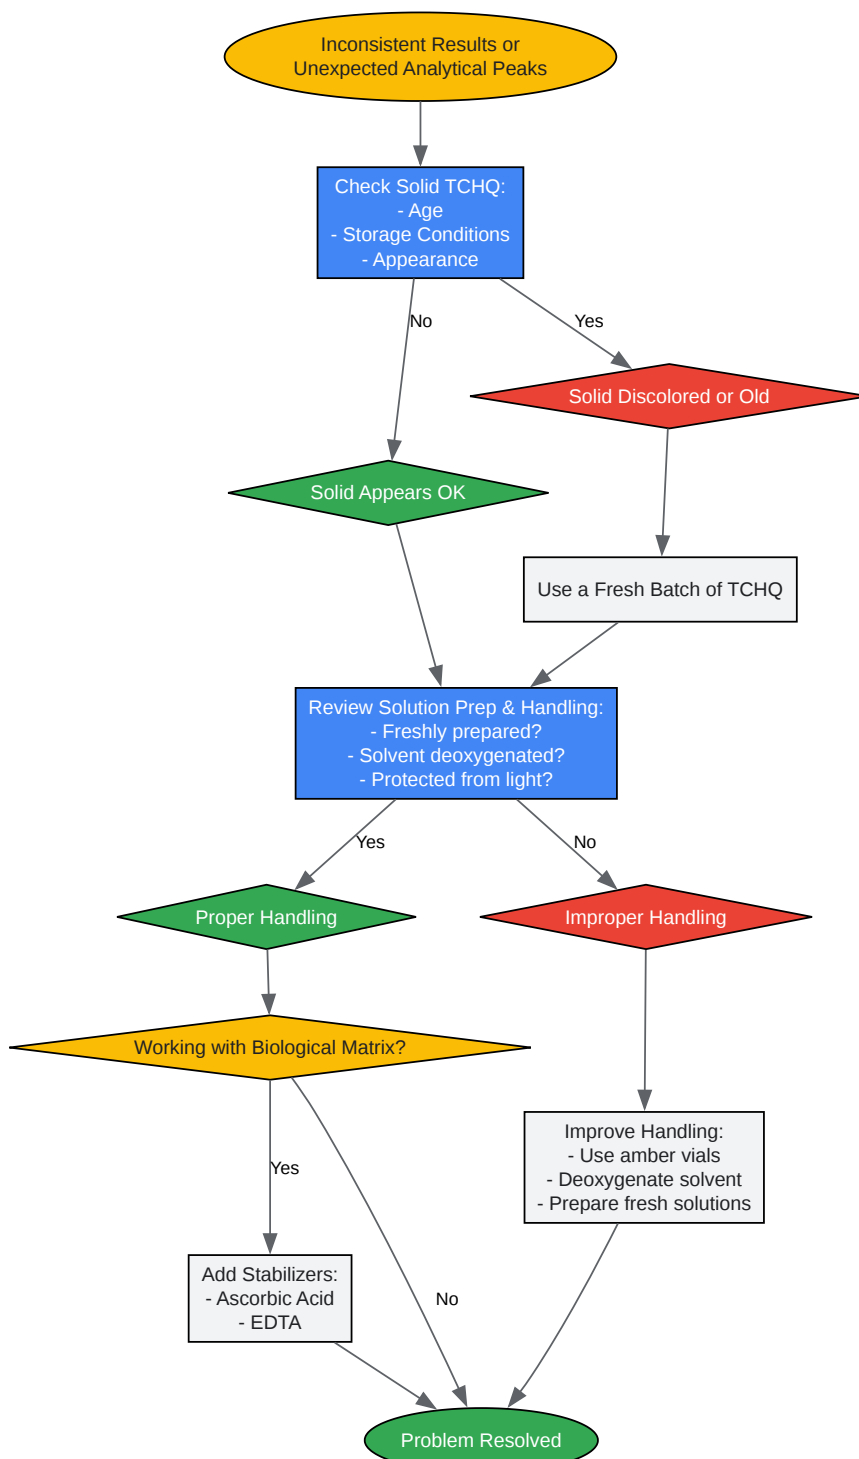 Inconsistent Results or
Unexpected Analytical Peaks
Check Solid TCHQ:
- Age
- Storage Conditions
- Appearance
No
Yes
Solid Discolored or Old
Solid Appears OK
Use a Fresh Batch of TCHQ
Review Solution Prep & Handling:
- Freshly prepared?
- Solvent deoxygenated?
- Protected from light?
Yes
No
Proper Handling
Improper Handling
Working with Biological Matrix?
Improve Handling:
- Use amber vials
- Deoxygenate solvent
- Prepare fresh solutions
Yes
Add Stabilizers:
- Ascorbic Acid
- EDTA
No
Problem Resolved